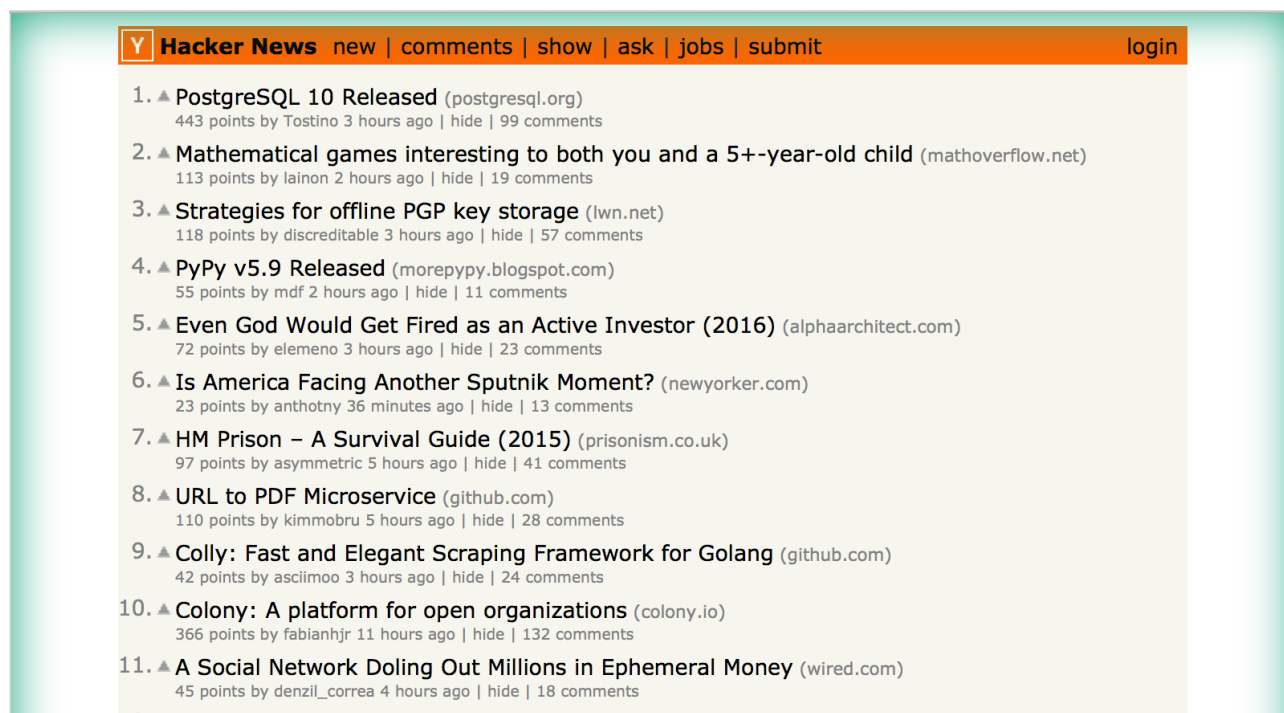 Y Hacker News new | comments | show | ask | jobs | submit login
1. PostgreSQL 10 Released (postgresql.org)
443 points by Tostino 3 hours ago | hide | 99 comments
2. Mathematical games interesting to both you and a 5+-year-old child (mathoverflow.net)
113 points by lainon 2 hours ago | hide | 19 comments
3. Strategies for offline PGP key storage (lwn.net)
118 points by discreditable 3 hours ago | hide | 57 comments
4. PyPy v5.9 Released (morepypy.blogspot.com)
55 points by mdf 2 hours ago | hide | 11 comments
5. Even God Would Get Fired as an Active Investor (2016) (alphaarchitect.com)
72 points by elemeno 3 hours ago | hide | 23 comments
6. Is America Facing Another Sputnik Moment? (newyorker.com)
23 points by anthotny 36 minutes ago | hide | 13 comments
7. HM Prison – A Survival Guide (2015) (prisonism.co.uk)
97 points by asymmetric 5 hours ago | hide | 41 comments
8. URL to PDF Microservice (github.com)
110 points by kimmobru 5 hours ago | hide | 28 comments
9. Colly: Fast and Elegant Scraping Framework for Golang (github.com)
42 points by asciimoo 3 hours ago | hide | 24 comments
10. Colony: A platform for open organizations (colony.io)
366 points by fabianhjr 11 hours ago | hide | 132 comments
11. A Social Network Doling Out Millions in Ephemeral Money (wired.com)
45 points by denzil_correa 4 hours ago | hide | 18 comments